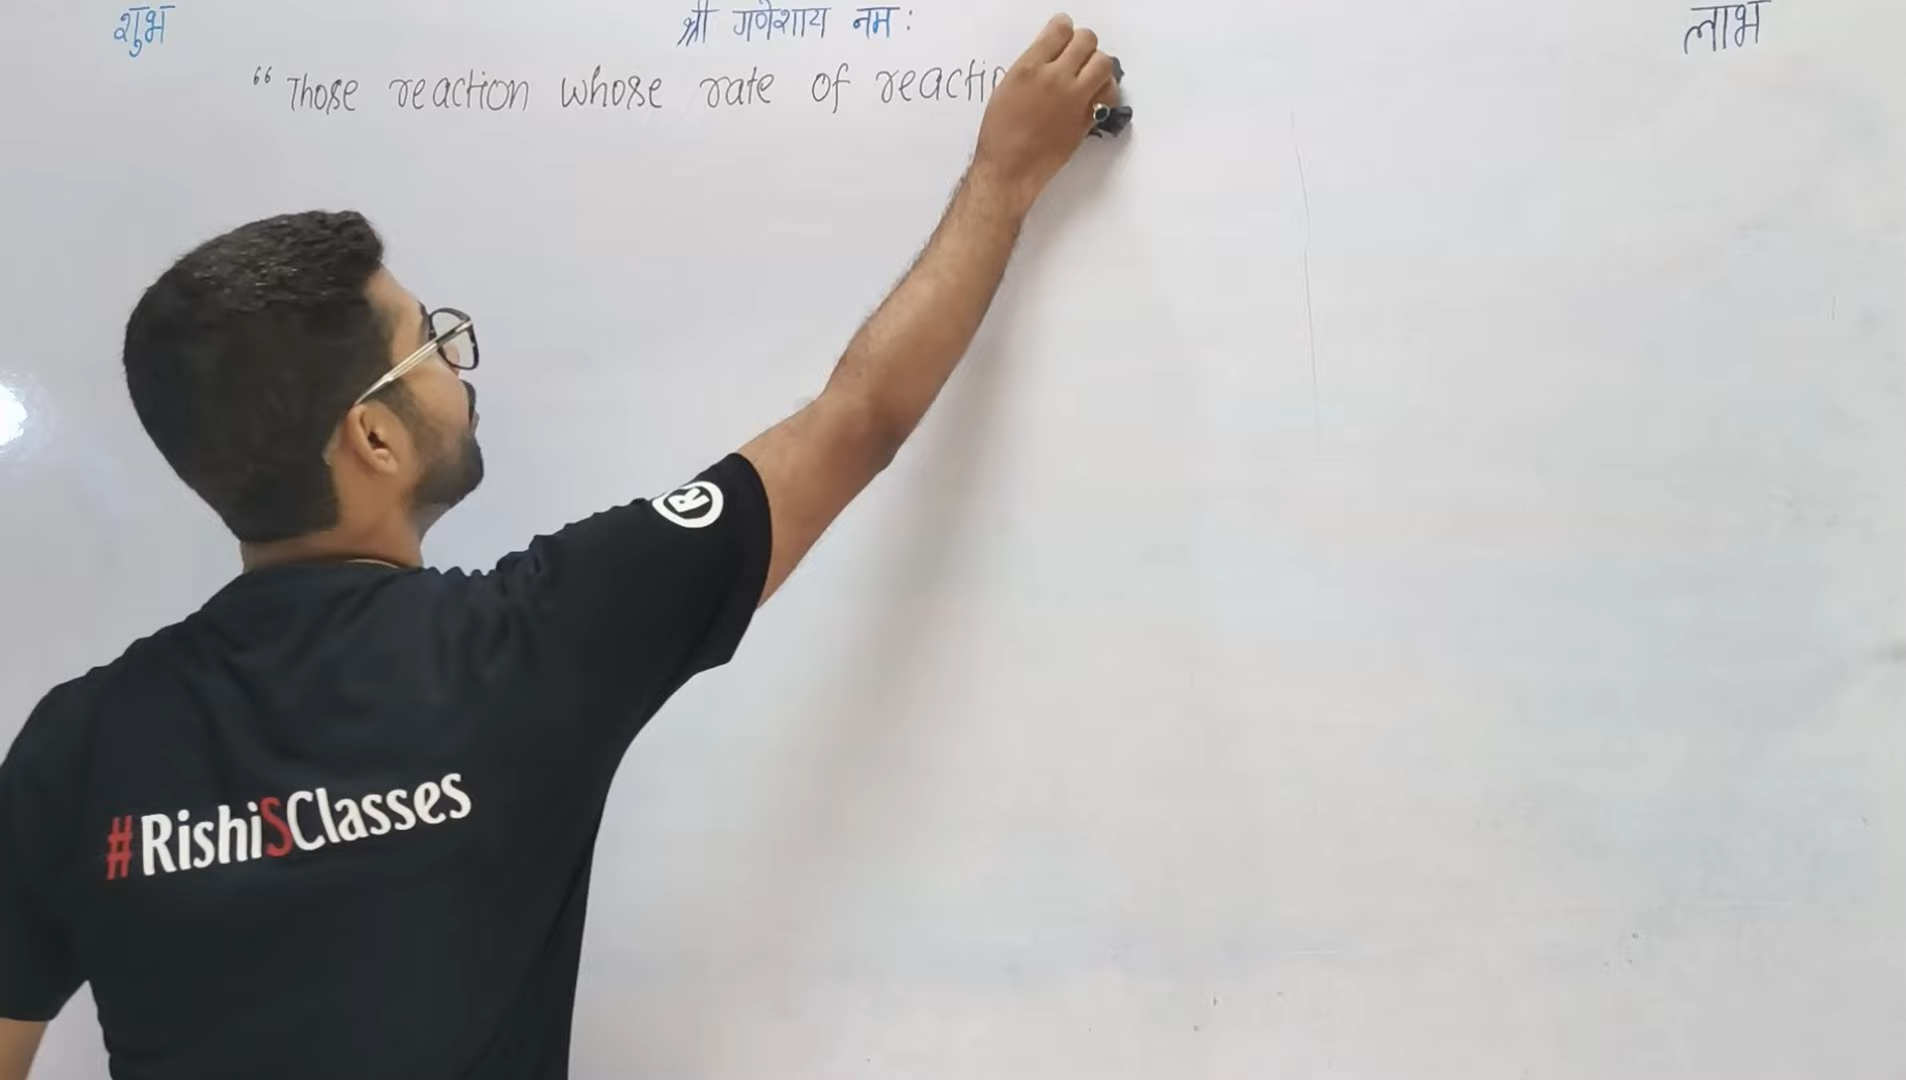 शुभ श्री गणेशाय नम: लाभ
“ Those reaction whose rate of
R
#RishiSClasses